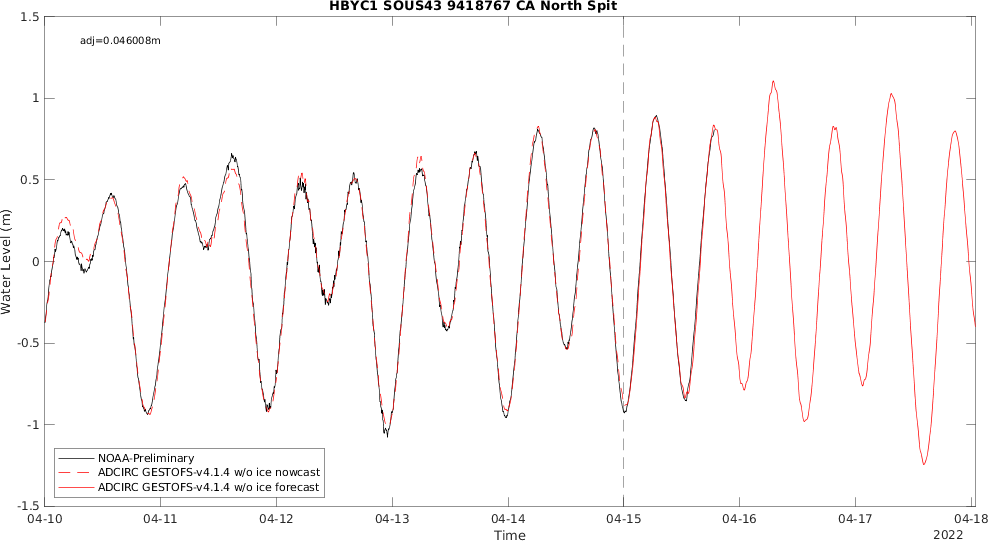 HBYC1 SOUS43 9418767 CA North Spit
adj=0.046008m
1.5
1
0.5
0
-0.5
-1
-1.5
Water Level (m)
NOAA-Preliminary
ADCIRC GESTOFS-v4.1.4 w/o ice nowcast
ADCIRC GESTOFS-v4.1.4 w/o ice forecast
04-10 04-11 04-12 04-13 04-14 04-15 04-16 04-17 04-18
Time
2022